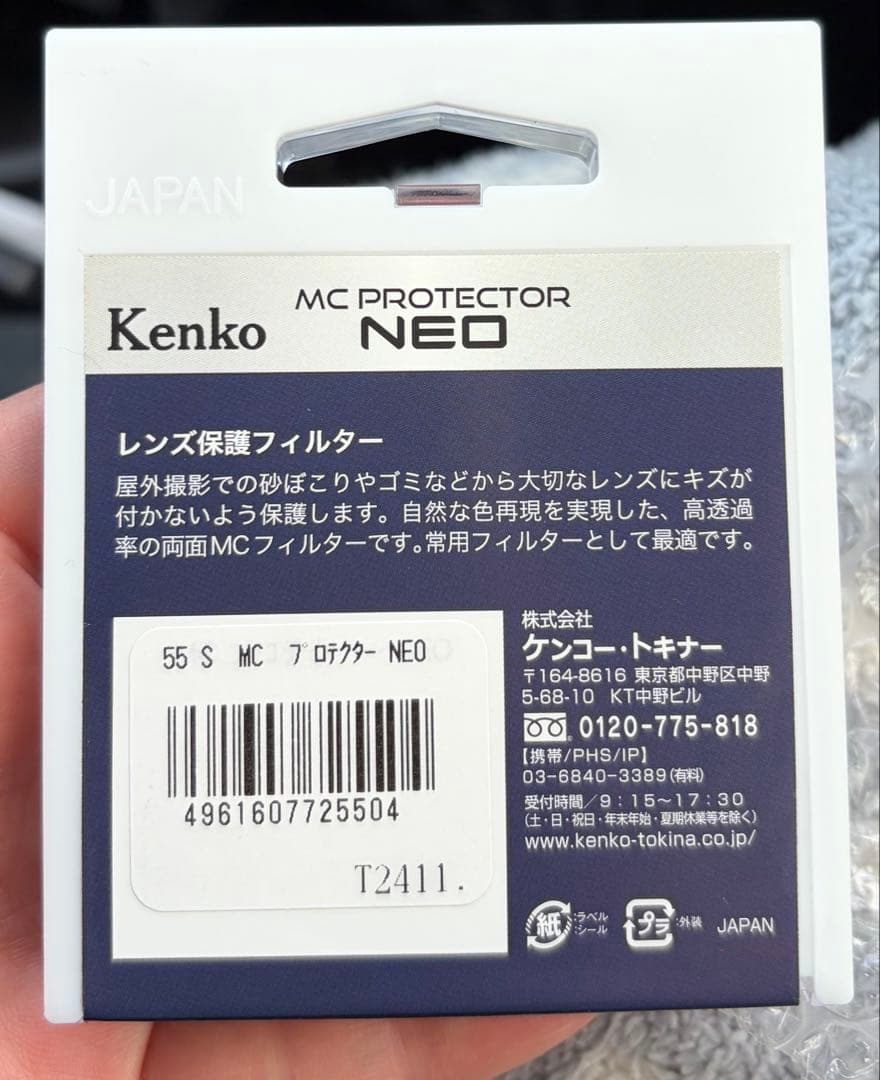 JAPAN
Kenko
MC PROTECTOR
NEO
レンズ保護フィルター
屋外撮影での砂ぼこりやゴミなどから大切なレンズにキズが
付かないよう保護します。自然な色再現を実現した、高透過
率の両面MCフィルターです。常用フィルターとして最適です。
55 S MC プロテクター NEO
4961607725504
T2411.
株式会社
ケンコー・トキナー
〒164-8616 東京都中野区中野
5-68-10 KT中野ビル
0120-775-818
【携帯/PHS/IP】
03-6840-3389(有料)
受付時間/9:15〜17:30
(土・日・祝日・年末年始・夏期休業等を除く)
www.kenko-tokina.co.jp/
紙 :ラベル
:シール
プラ :外装
JAPAN